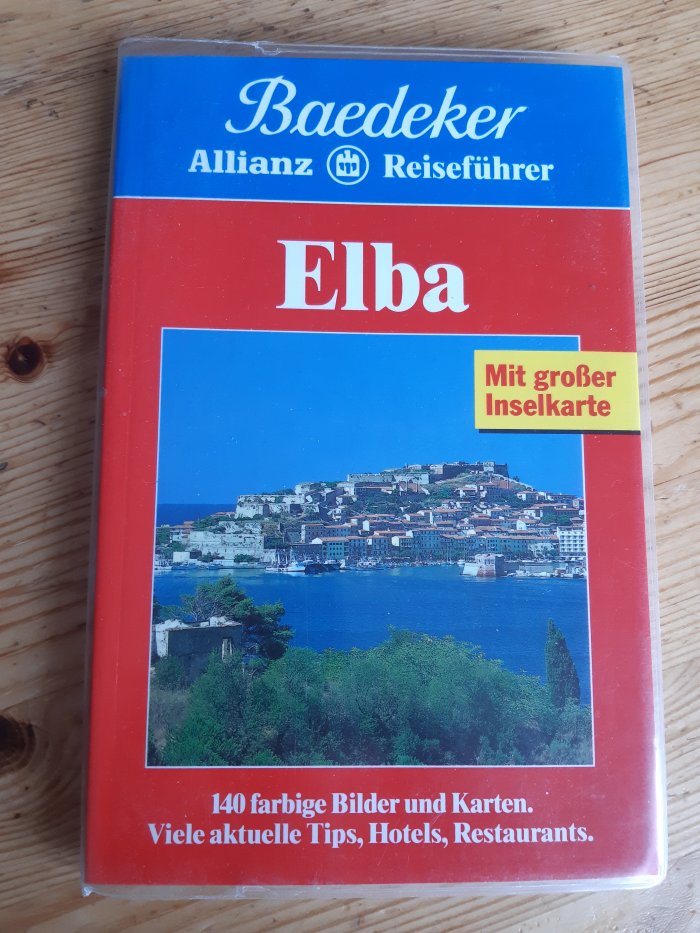 Baedeker
Allianz Reiseführer
Elba
Mit großer
Inselkarte
140 farbige Bilder und Karten.
Viele aktuelle Tips, Hotels, Restaurants.